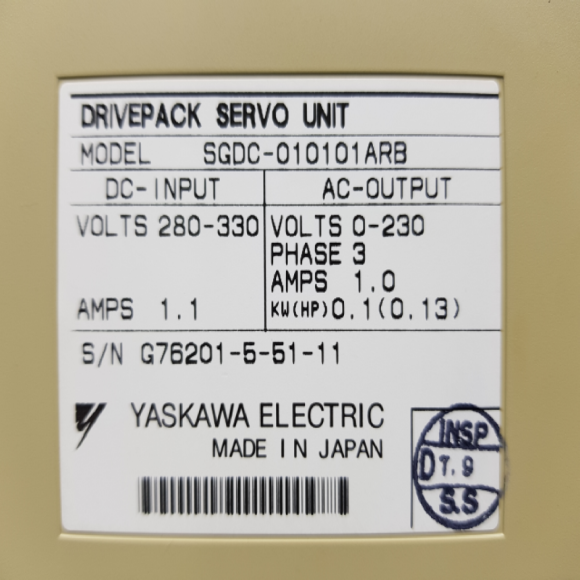 DRIVEPACK SERVO UNIT
MODEL SGDC-010101ARB
DC-INPUT AC-OUTPUT
VOLTS 280-330 VOLTS 0-230
PHASE 3
AMPS 1.0
AMPS 1.1 KW(HP)0.1(0.13)
S/N G76201-5-51-11
YASKAWA ELECTRIC
MADE IN JAPAN
INSP
D 7.9
S.S